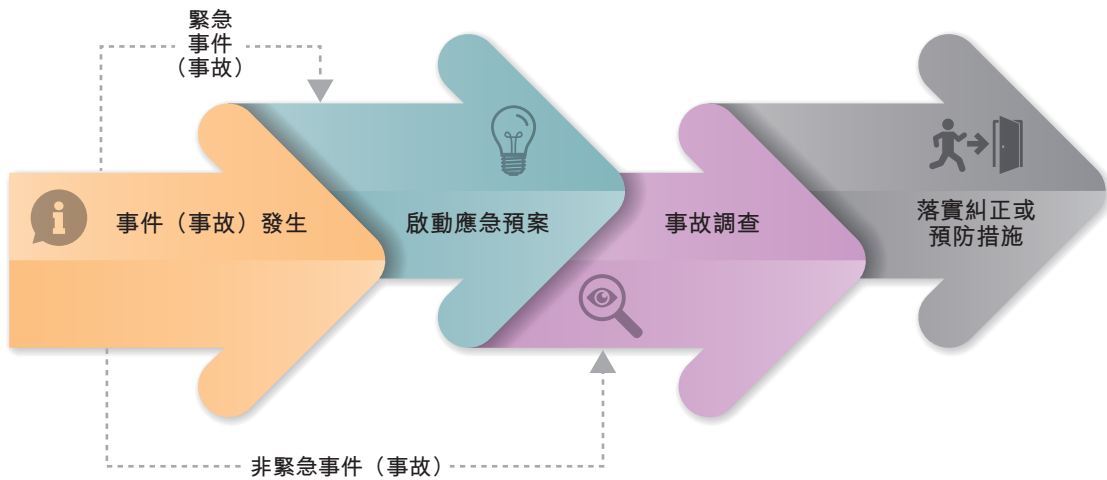 緊急
事件
（事故）
事件（事故）發生
啟動應急預案
事故調查
落實糾正或
預防措施
非緊急事件（事故）